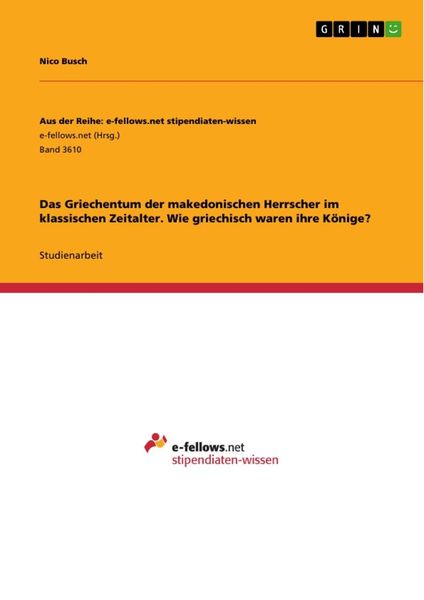 GRIN
Nico Busch
Aus der Reihe: e-fellows.net stipendiaten-wissen
e-fellows.net (Hrsg.)
Band 3610
Das Griechentum der makedonischen Herrscher im
klassischen Zeitalter. Wie griechisch waren ihre Könige?
Studienarbeit
e-fellows.net
stipendiaten-wissen